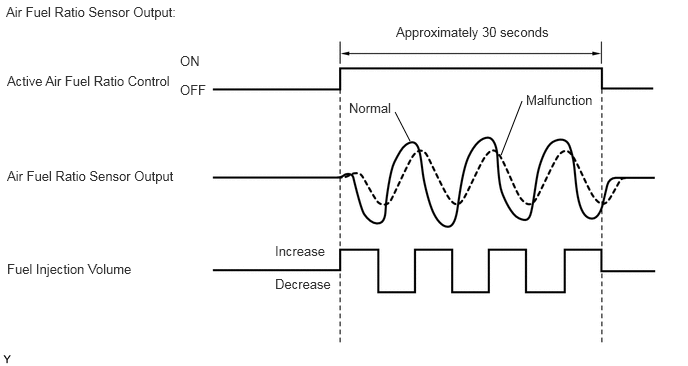 Air Fuel Ratio Sensor Output:
Approximately 30 seconds
ON
Active Air Fuel Ratio Control
OFF
Normal
Malfunction
Air Fuel Ratio Sensor Output
Increase
Fuel Injection Volume
Decrease
Y